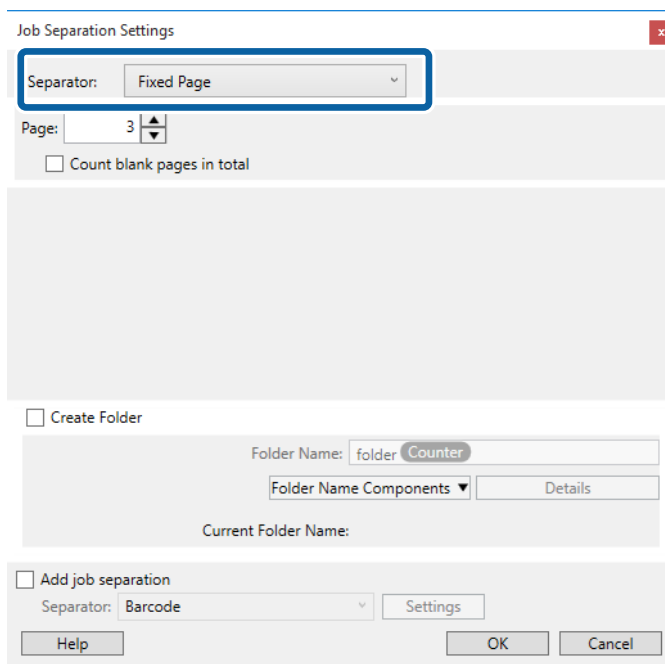 Job Separation Settings
x
Separator: Fixed Page
Page: 3
Count blank pages in total
Create Folder
Folder Name: folder Counter
Folder Name Components ▼ Details
Current Folder Name:
Add job separation
Separator: Barcode Settings
Help OK Cancel